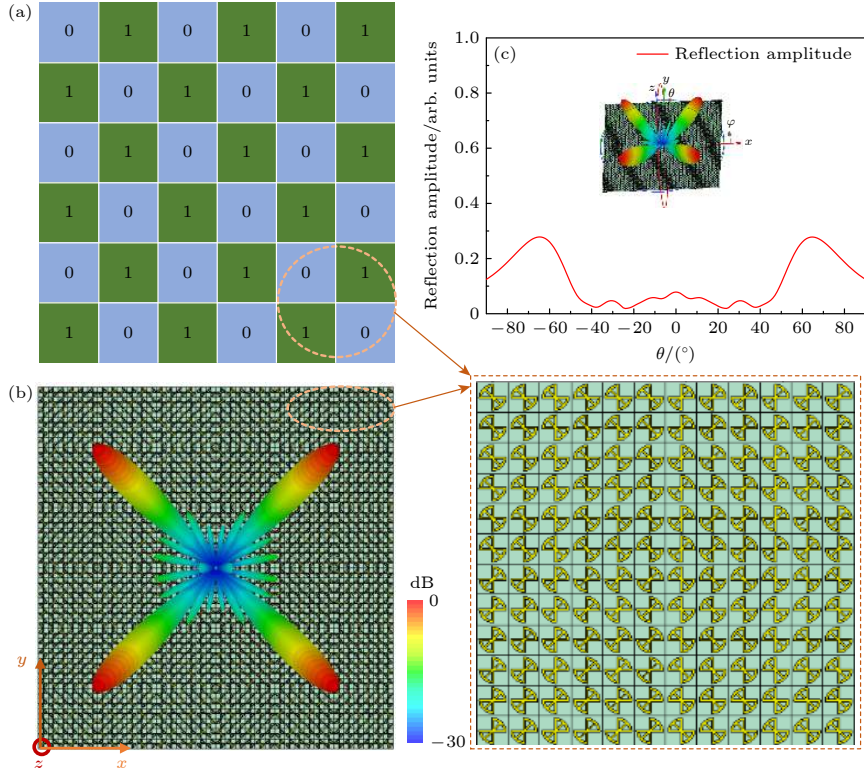 (a)
0 1 0 1 0 1
1 0 1 0 1 0
0 1 0 1 0 1
1 0 1 0 1 0
0 1 0 1 0 1
1 0 1 0 1 0
(c)
Reflection amplitude
1.0
0.8
0.6
0.4
0.2
0
Reflection amplitude/arb. units
z
y
θ
φ
x
−80 −60 −40 −20 0 20 40 60 80
θ/(°)
(b)
dB
0
−30
y
z
x